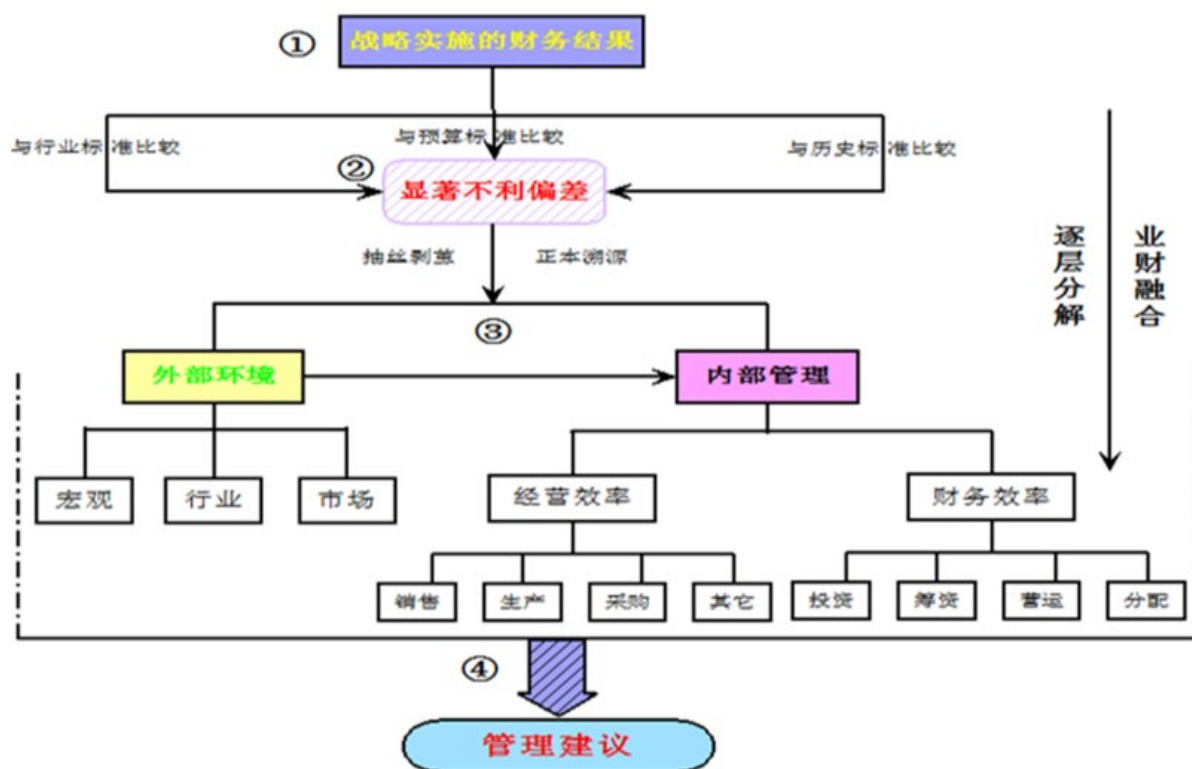 ① 战略实施的财务结果
与行业标准比较
与预算标准比较
与历史标准比较
② 显著不利偏差
抽丝剥茧 正本溯源
③
外部环境
内部管理
宏观 行业 市场
经营效率
财务效率
销售 生产 采购 其它
投资 筹资 营运 分配
逐层分解
业财融合
④
管理建议